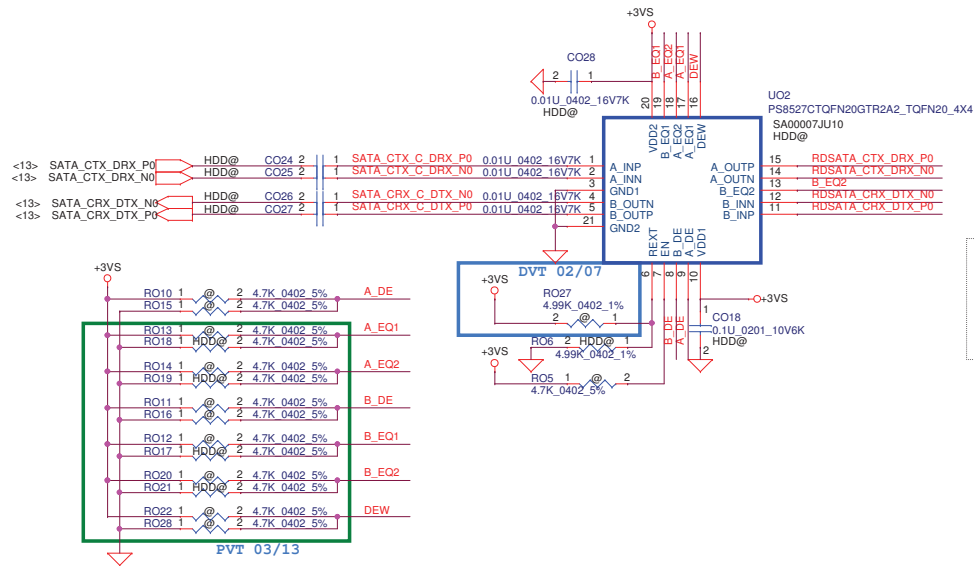 +3VS
CO28
2 1
0.01U_0402_16V7K
HDD@
B_EQ1
A_EQ2
A_EQ1
DEW
20 19 18 17 16
VDD2
B_EQ1
A_EQ2
A_EQ1
DEW
UO2
PS8527CTQFN20GTR2A2_TQFN20_4X4
SA00007JU10
HDD@
<13> SATA_CTX_DRX_P0 HDD@ CO24 2 1 SATA_CTX_C_DRX_P0 0.01U_0402_16V7K 1 A_INP A_OUTP 15 RDSATA_CTX_DRX_P0
<13> SATA_CTX_DRX_N0 HDD@ CO25 2 1 SATA_CTX_C_DRX_N0 0.01U_0402_16V7K 2 A_INN A_OUTN 14 RDSATA_CTX_DRX_N0
3 GND1 B_EQ2 13 B_EQ2
<13> SATA_CRX_DTX_N0 HDD@ CO26 2 1 SATA_CRX_C_DTX_N0 0.01U_0402_16V7K 4 B_OUTN B_INN 12 RDSATA_CRX_DTX_N0
<13> SATA_CRX_DTX_P0 HDD@ CO27 2 1 SATA_CRX_C_DTX_P0 0.01U_0402_16V7K 5 B_OUTP B_INP 11 RDSATA_CRX_DTX_P0
21 GND2
REXT
EN
B_DE
A_DE
VDD1
6 7 8 9 10
DVT 02/07
+3VS
RO27
4.99K_0402_1%
2 @ 1
RO6 2 HDD@ 1
4.99K_0402_1%
+3VS
RO5 1 @ 2
4.7K_0402_5%
B_DE
A_DE
+3VS
1
CO18
0.1U_0201_10V6K
HDD@
2
+3VS
RO10 1 @ 2 4.7K_0402_5% A_DE
RO15 1 @ 2 4.7K_0402_5%
RO13 1 @ 2 4.7K_0402_5% A_EQ1
RO18 1 HDD@ 2 4.7K_0402_5%
RO14 1 @ 2 4.7K_0402_5% A_EQ2
RO19 1 HDD@ 2 4.7K_0402_5%
RO11 1 @ 2 4.7K_0402_5% B_DE
RO16 1 @ 2 4.7K_0402_5%
RO12 1 @ 2 4.7K_0402_5% B_EQ1
RO17 1 HDD@ 2 4.7K_0402_5%
RO20 1 @ 2 4.7K_0402_5% B_EQ2
RO21 1 HDD@ 2 4.7K_0402_5%
RO22 1 @ 2 4.7K_0402_5% DEW
RO28 1 @ 2 4.7K_0402_5%
PVT 03/13